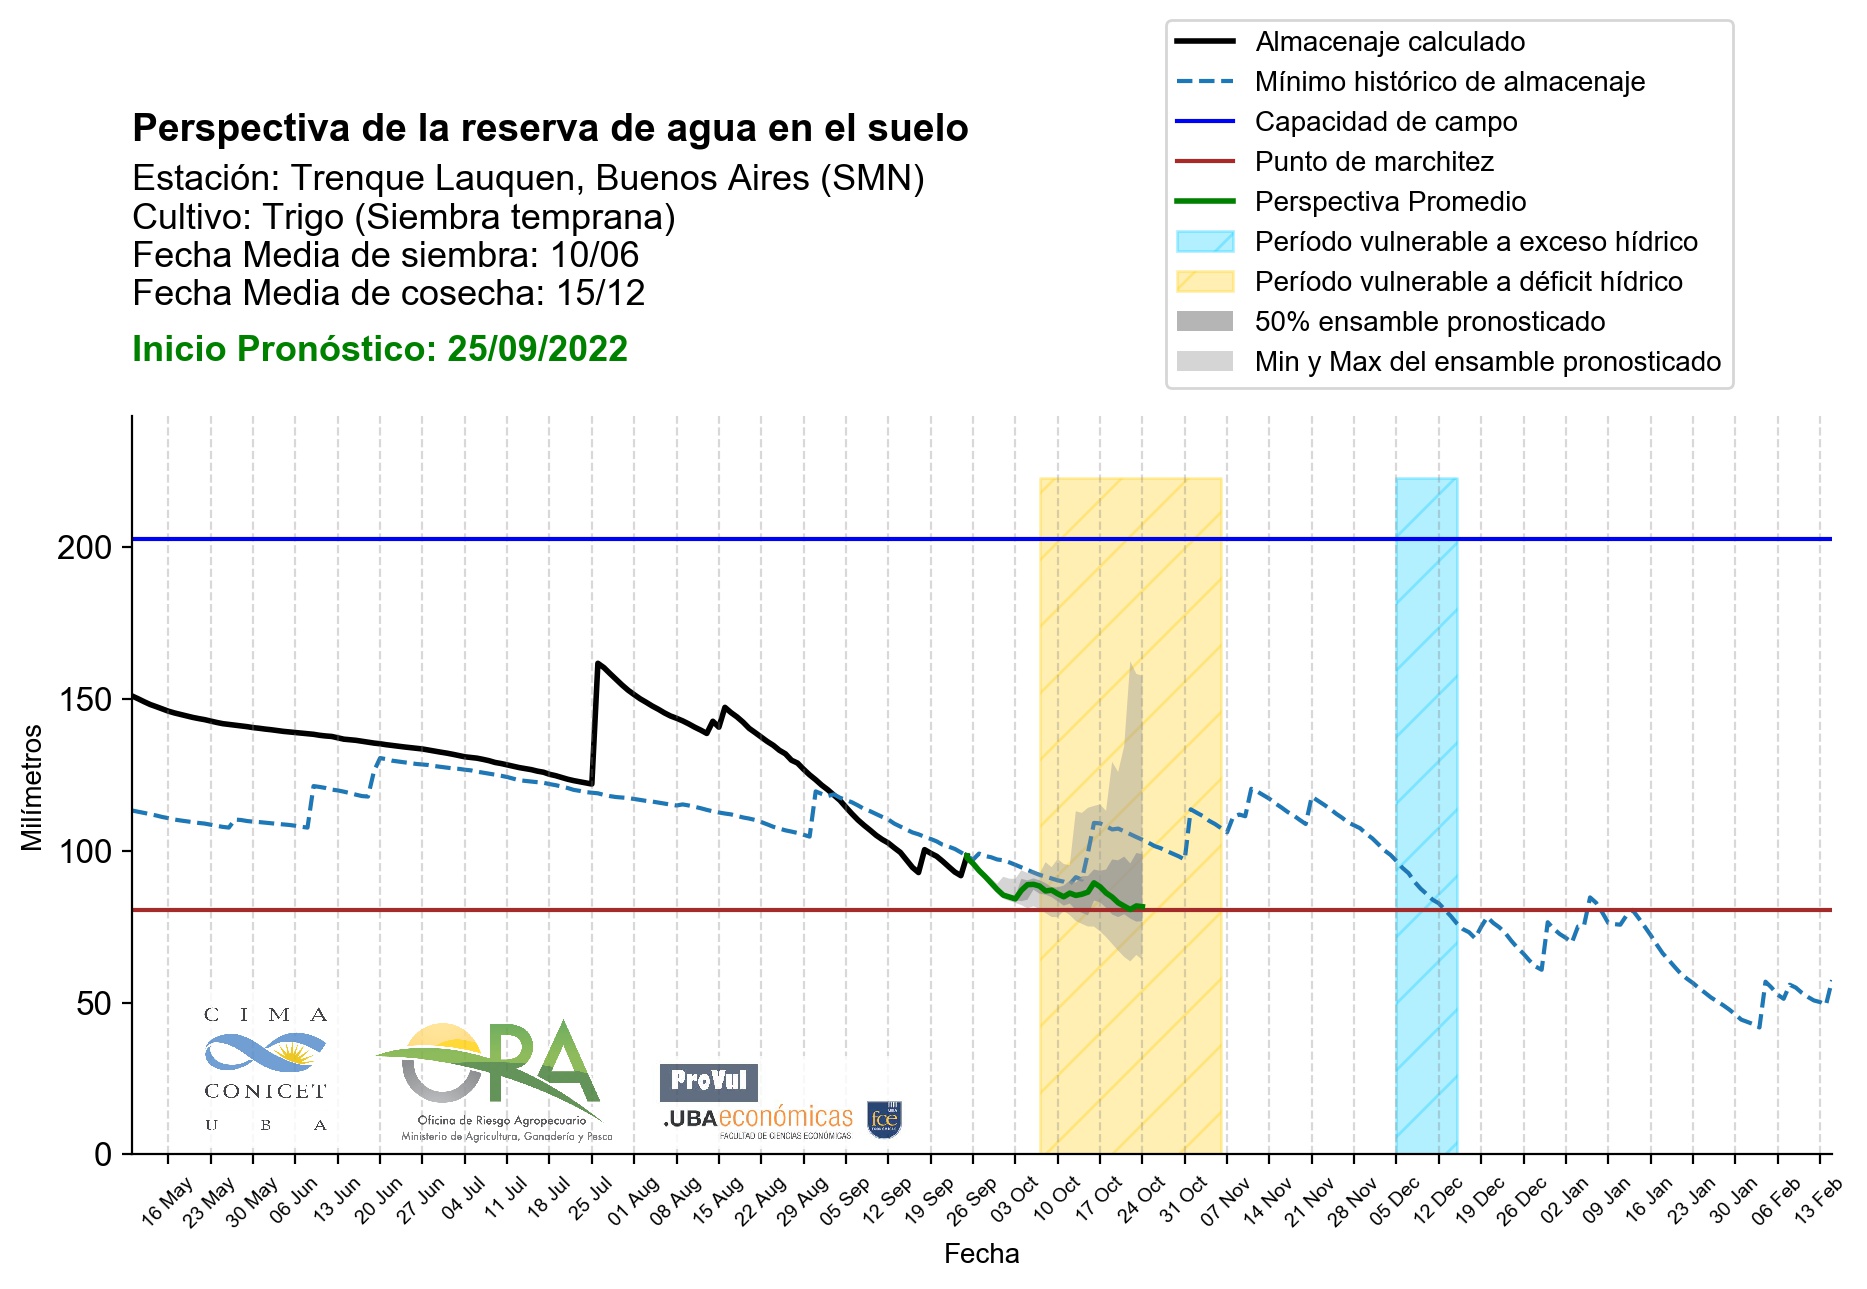 Almacenaje calculado
Mínimo histórico de almacenaje
Capacidad de campo
Punto de marchitez
Perspectiva Promedio
Período vulnerable a exceso hídrico
Período vulnerable a déficit hídrico
50% ensamble pronosticado
Min y Max del ensamble pronosticado
Perspectiva de la reserva de agua en el suelo
Estación: Trenque Lauquen, Buenos Aires (SMN)
Cultivo: Trigo (Siembra temprana)
Fecha Media de siembra: 10/06
Fecha Media de cosecha: 15/12
Inicio Pronóstico: 25/09/2022
Milímetros
200
150
100
50
0
C I M A
CONICET
U B A
ORA
Oficina de Riesgo Agropecuario
Ministerio de Agricultura, Ganadería y Pesca
ProVul
.UBAeconómicas
FACULTAD DE CIENCIAS ECONÓMICAS
UBA
fce
ECONÓMICAS
16 May
23 May
30 May
06 Jun
13 Jun
20 Jun
27 Jun
04 Jul
11 Jul
18 Jul
25 Jul
01 Aug
08 Aug
15 Aug
22 Aug
29 Aug
05 Sep
12 Sep
19 Sep
26 Sep
03 Oct
10 Oct
17 Oct
24 Oct
31 Oct
07 Nov
14 Nov
21 Nov
28 Nov
05 Dec
12 Dec
19 Dec
26 Dec
02 Jan
09 Jan
16 Jan
23 Jan
30 Jan
06 Feb
13 Feb
Fecha